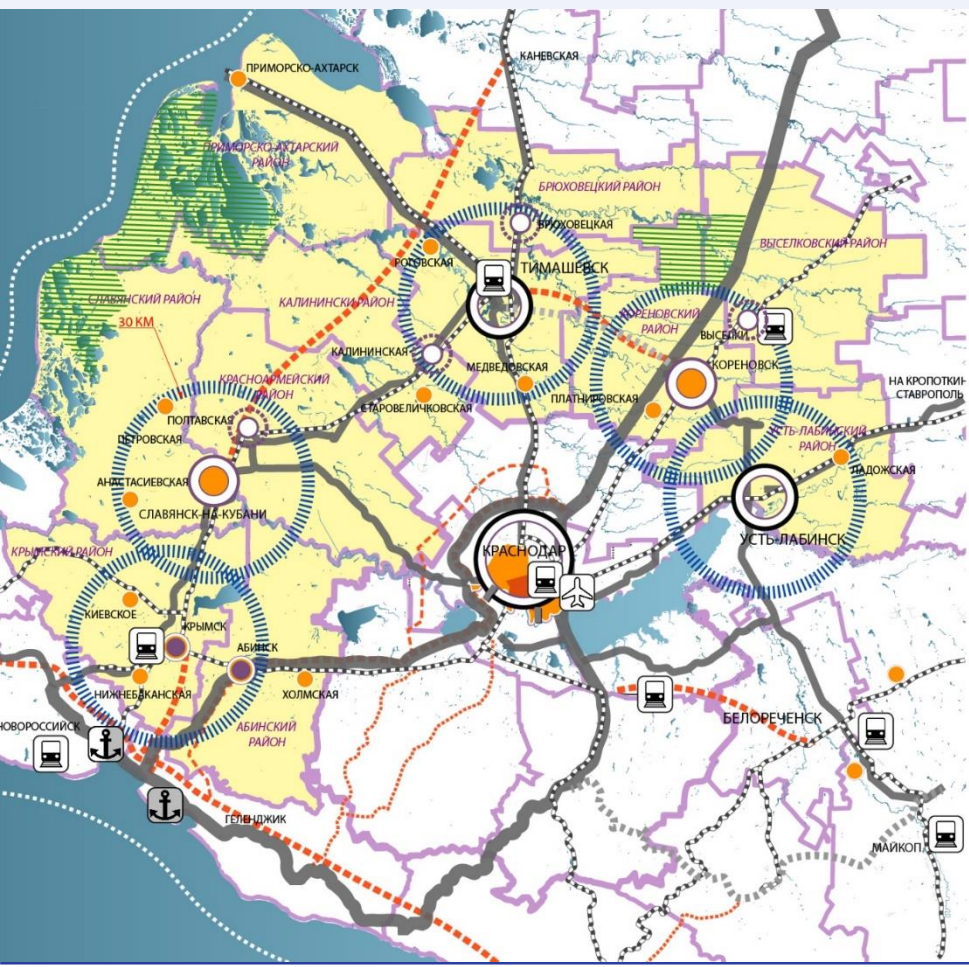 КАНЕВСКАЯ
ПРИМОРСКО-АХТАРСК
ПРИМОРСКО-АХТАРСКИЙ
РАЙОН
БРЮХОВЕЦКИЙ РАЙОН
БРЮХОВЕЦКАЯ
ВЫСЕЛКОВСКИЙ РАЙОН
РОГОВСКАЯ
ТИМАШЕВСК
СЛАВЯНСКИЙ РАЙОН
КАЛИНИНСКИ РАЙОН
КОРЕНОВСКИЙ
РАЙОН
30 КМ
ВЫСЕЛКИ
КАЛИНИНСКАЯ
МЕДВЕДОВСКАЯ
КОРЕНОВСК
КРАСНОАРМЕЙСКИЙ
РАЙОН
НА КРОПОТКИН
СТАВРОПОЛЬ
СТАРОВЕЛИЧКОВСКАЯ
ПЛАТНИРОВСКАЯ
ПОЛТАВСКАЯ
ПЕТРОВСКАЯ
УСТЬ-ЛАБИНСКИЙ
РАЙОН
ЛАДОЖСКАЯ
АНАСТАСИЕВСКАЯ
СЛАВЯНСК-НА-КУБАНИ
УСТЬ-ЛАБИНСК
КРЫМСКИЙ РАЙОН
КРАСНОДАР
КИЕВСКОЕ
КРЫМСК
АБИНСК
НИЖНЕБАКАНСКАЯ
ХОЛМСКАЯ
НОВОРОССИЙСК
АБИНСКИЙ
РАЙОН
БЕЛОРЕЧЕНСК
ГЕЛЕНДЖИК
МАЙКОП